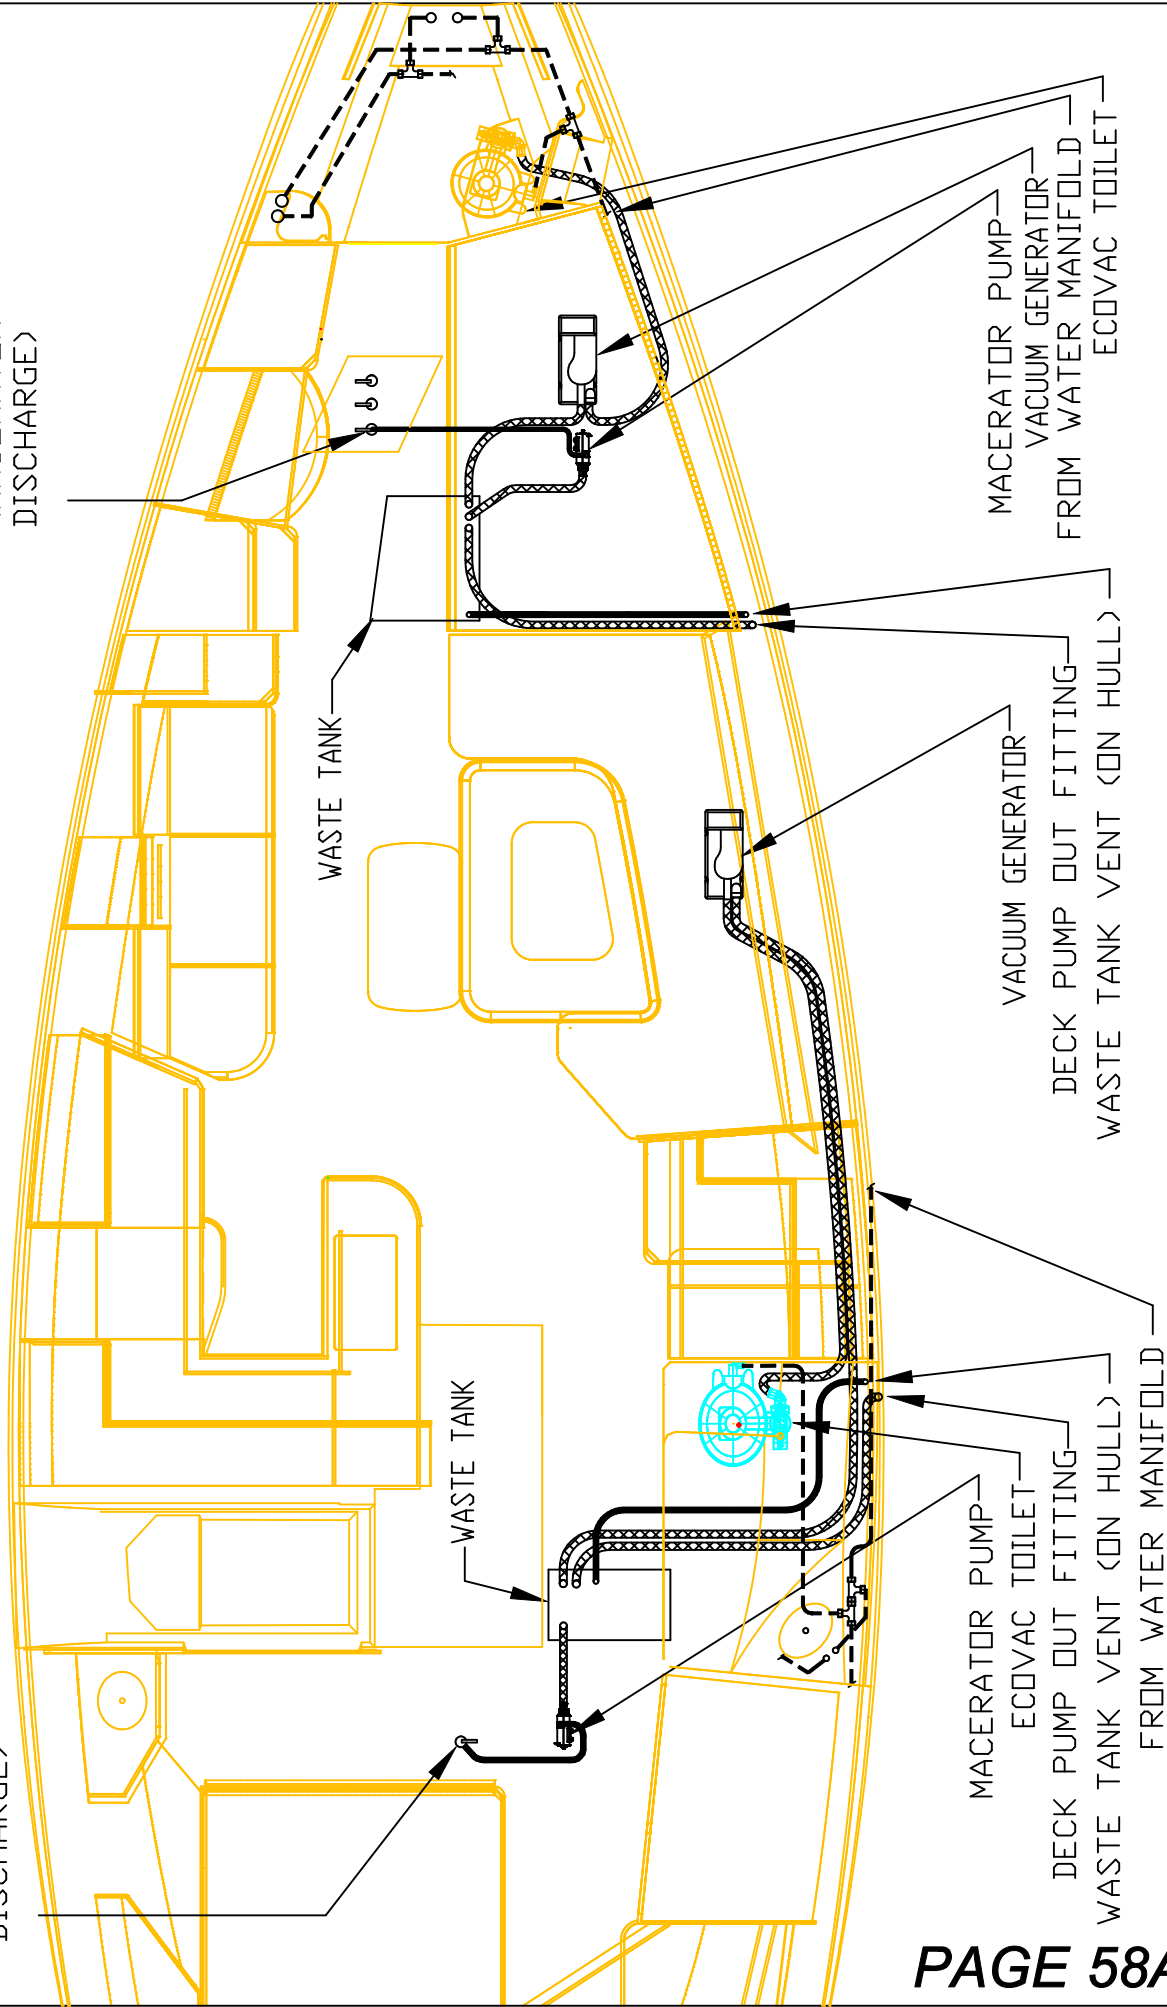 DISCHARGE)
WASTE TANK
MACERATOR PUMP
VACUUM GENERATOR
FROM WATER MANIFOLD
ECOVAC TOILET
VACUUM GENERATOR
DECK PUMP OUT FITTING
WASTE TANK VENT (ON HULL)
WASTE TANK
MACERATOR PUMP
ECOVAC TOILET
DECK PUMP OUT FITTING
WASTE TANK VENT (ON HULL)
FROM WATER MANIFOLD
DISCHARGE)
PAGE 58A